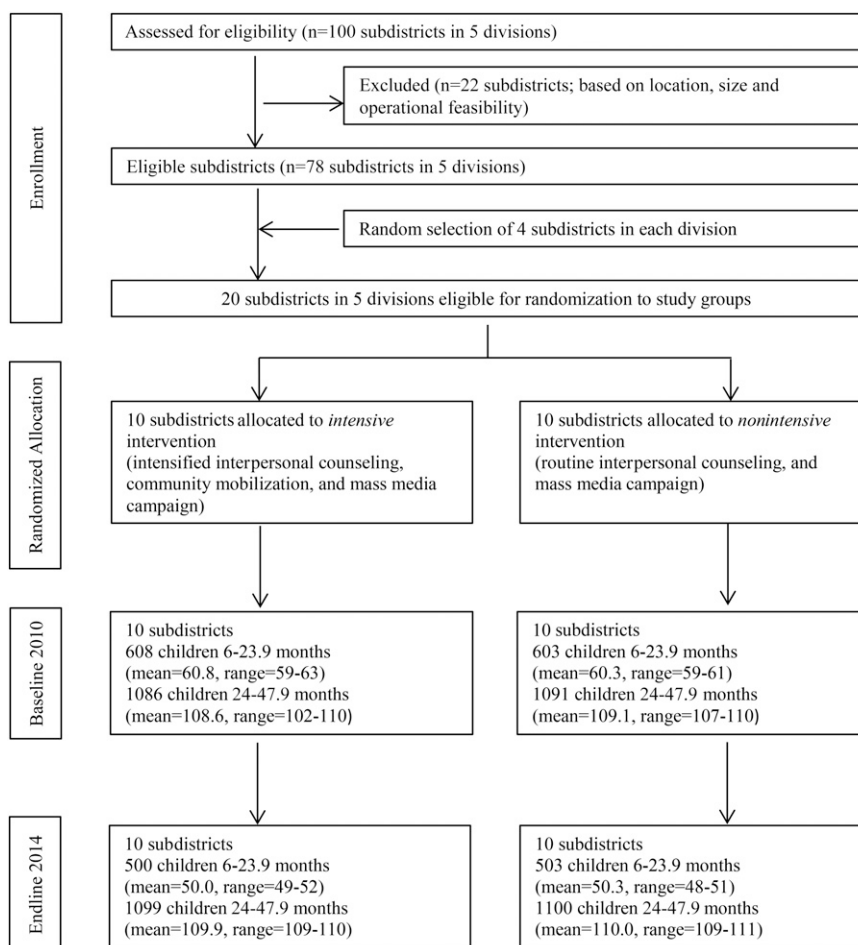 Enrollment
Assessed for eligibility (n=100 subdistricts in 5 divisions)
Excluded (n=22 subdistricts; based on location, size and
operational feasibility)
Eligible subdistricts (n=78 subdistricts in 5 divisions)
Random selection of 4 subdistricts in each division
20 subdistricts in 5 divisions eligible for randomization to study groups
Randomized Allocation
10 subdistricts allocated to intensive
intervention
(intensified interpersonal counseling,
community mobilization, and mass media
campaign)
10 subdistricts allocated to nonintensive
intervention
(routine interpersonal counseling, and
mass media campaign)
Baseline 2010
10 subdistricts
608 children 6-23.9 months
(mean=60.8, range=59-63)
1086 children 24-47.9 months
(mean=108.6, range=102-110)
10 subdistricts
603 children 6-23.9 months
(mean=60.3, range=59-61)
1091 children 24-47.9 months
(mean=109.1, range=107-110)
Endline 2014
10 subdistricts
500 children 6-23.9 months
(mean=50.0, range=49-52)
1099 children 24-47.9 months
(mean=109.9, range=109-110)
10 subdistricts
503 children 6-23.9 months
(mean=50.3, range=48-51)
1100 children 24-47.9 months
(mean=110.0, range=109-111)